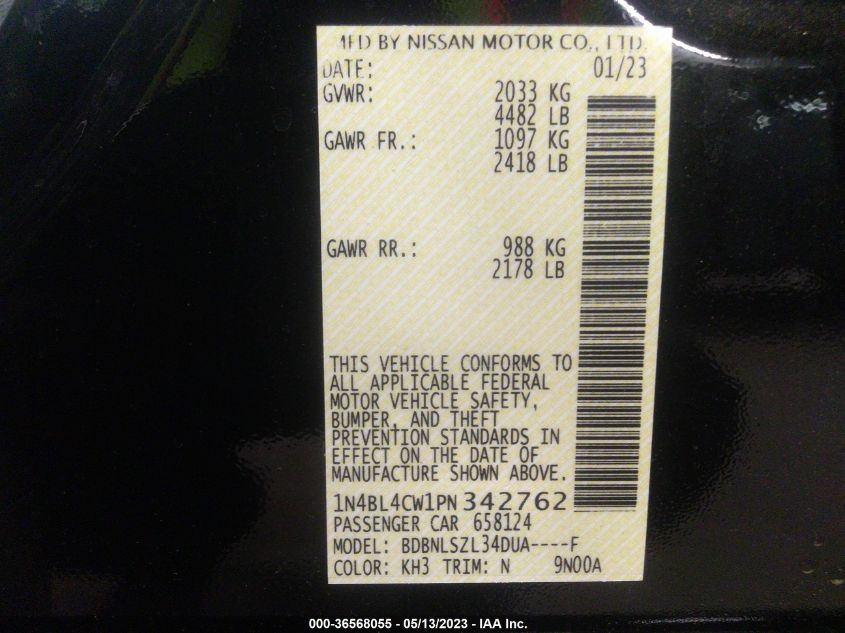 MFD BY NISSAN MOTOR CO., LTD.
DATE: 01/23
GVWR: 2033 KG
4482 LB
GAWR FR.: 1097 KG
2418 LB
GAWR RR.: 988 KG
2178 LB
THIS VEHICLE CONFORMS TO
ALL APPLICABLE FEDERAL
MOTOR VEHICLE SAFETY,
BUMPER, AND THEFT
PREVENTION STANDARDS IN
EFFECT ON THE DATE OF
MANUFACTURE SHOWN ABOVE.
1N4BL4CW1PN342762
PASSENGER CAR 658124
MODEL: BDBNLSZL34DUA----F
COLOR: KH3 TRIM: N 9N00A
000-36568055 - 05/13/2023 - IAA Inc.